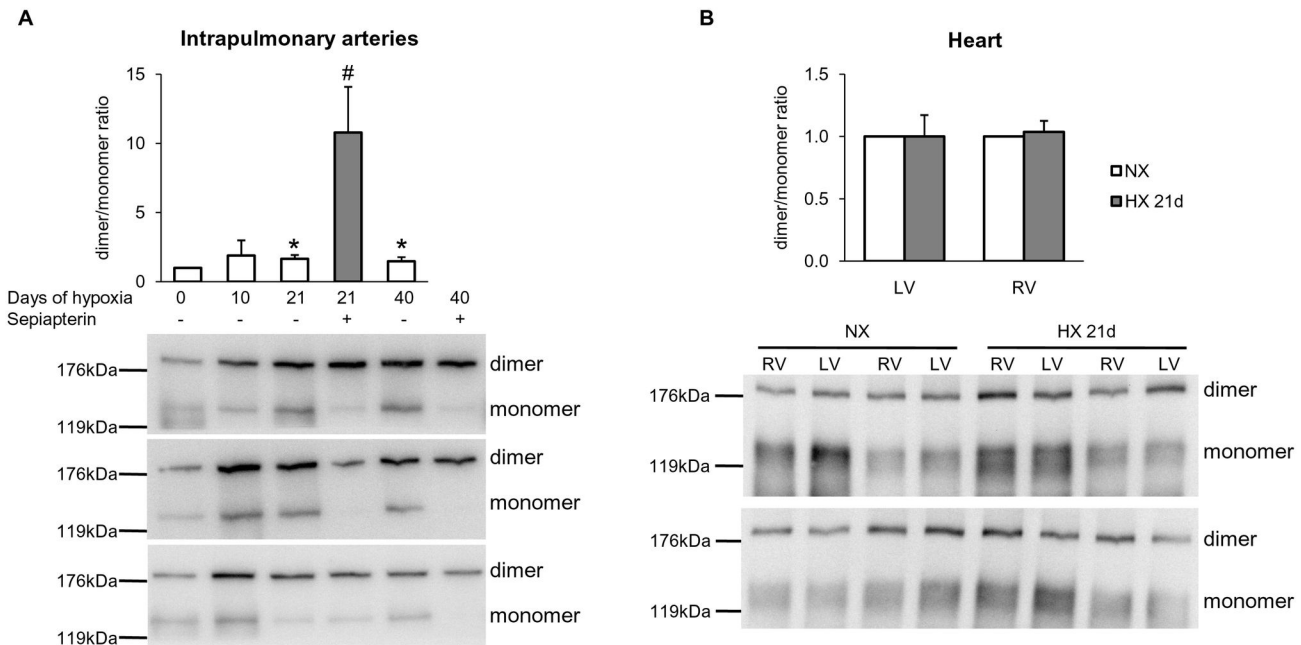 A
Intrapulmonary arteries
dimer/monomer ratio
15
10
5
0
#
*
*
Days of hypoxia 0 10 21 21 40 40
Sepiapterin - - - + - +
176kDa
119kDa
dimer
monomer
176kDa
119kDa
dimer
monomer
176kDa
119kDa
dimer
monomer
B
Heart
dimer/monomer ratio
1.5
1.0
0.5
0.0
LV RV
NX
HX 21d
NX HX 21d
RV LV RV LV RV LV RV LV
176kDa
119kDa
dimer
monomer
176kDa
119kDa
dimer
monomer